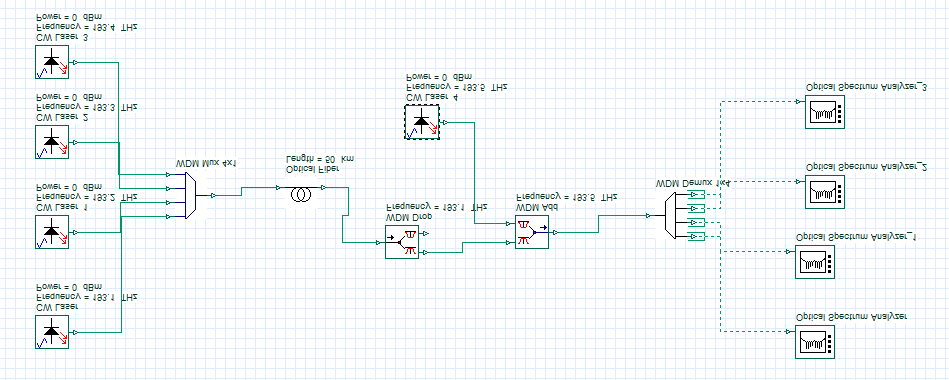 CW Laser
Frequency = 193.1 THz
Power = 0 dBm
CW Laser 1
Frequency = 193.2 THz
Power = 0 dBm
CW Laser 2
Frequency = 193.3 THz
Power = 0 dBm
CW Laser 3
Frequency = 193.4 THz
Power = 0 dBm
WDM Mux 4x1
Optical Fiber
Length = 50 km
WDM Drop
Frequency = 193.1 THz
CW Laser 4
Frequency = 193.5 THz
Power = 0 dBm
WDM Add
Frequency = 193.5 THz
WDM Demux 1x4
Optical Spectrum Analyzer
Optical Spectrum Analyzer_1
Optical Spectrum Analyzer_2
Optical Spectrum Analyzer_3